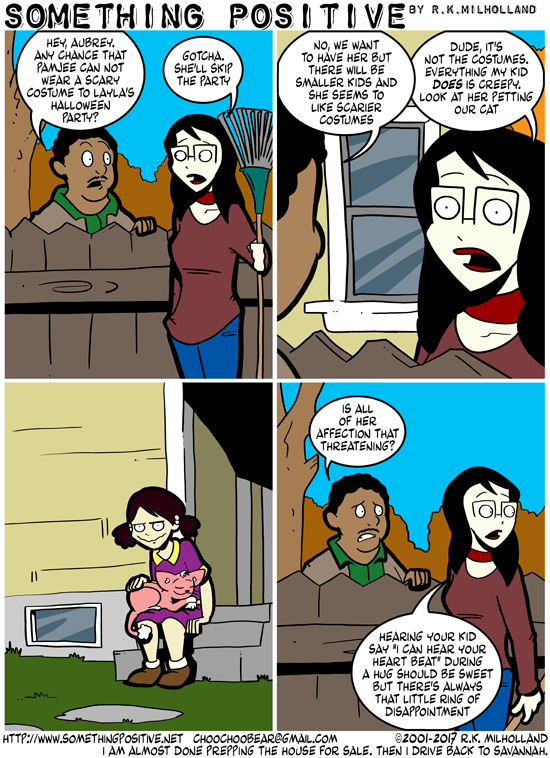 SOMETHING POSITIVE BY R.K.MILHOLLAND
HEY, AUBREY.
ANY CHANCE THAT
PAMJEE CAN NOT
WEAR A SCARY
COSTUME TO LAYLA'S
HALLOWEEN
PARTY?
GOTCHA.
SHE'LL SKIP
THE PARTY
NO, WE WANT
TO HAVE HER BUT
THERE WILL BE
SMALLER KIDS AND
SHE SEEMS TO
LIKE SCARIER
COSTUMES
DUDE, IT'S
NOT THE COSTUMES.
EVERYTHING MY KID
DOES IS CREEPY.
LOOK AT HER PETTING
OUR CAT
IS ALL
OF HER
AFFECTION THAT
THREATENING?
HEARING YOUR KID
SAY "I CAN HEAR YOUR
HEART BEAT" DURING
A HUG SHOULD BE SWEET
BUT THERE'S ALWAYS
THAT LITTLE RING OF
DISAPPOINTMENT
HTTP://WWW.SOMETHINGPOSITIVE.NET CHOOCHOOBEAR@GMAIL.COM ©2001-2017 R.K. MILHOLLAND
I AM ALMOST DONE PREPPING THE HOUSE FOR SALE. THEN I DRIVE BACK TO SAVANNAH.